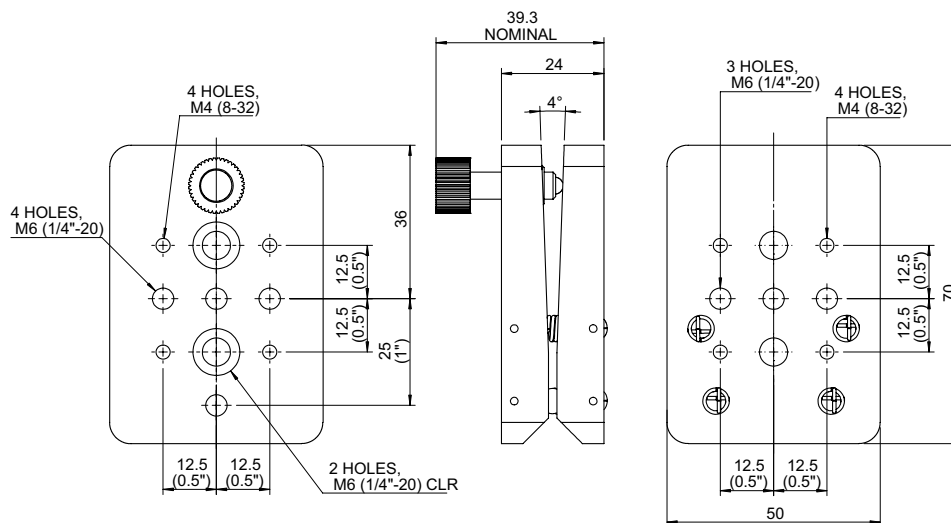 39.3
NOMINAL
24
4°
4 HOLES,
M4 (8-32)
4 HOLES,
M6 (1/4"-20)
36
12.5
(0.5")
12.5
(0.5")
25
(1")
12.5
(0.5")
12.5
(0.5")
2 HOLES,
M6 (1/4"-20) CLR
3 HOLES,
M6 (1/4"-20)
4 HOLES,
M4 (8-32)
12.5
(0.5")
12.5
(0.5")
70
12.5
(0.5")
12.5
(0.5")
50